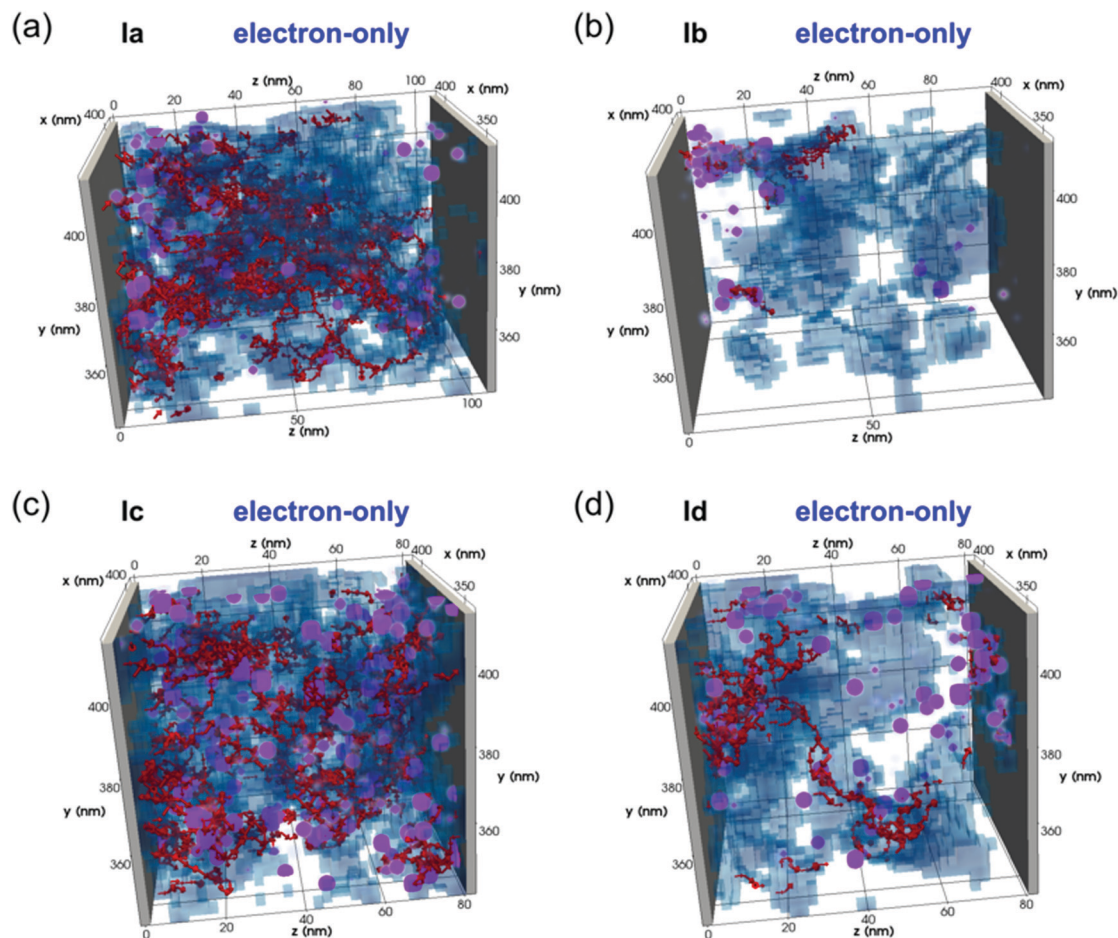 (a) Ia electron-only
z (nm)
0 20 40 60 80 100
x (nm) 400
400 x (nm)
350
400
380
360
y (nm)
400
380
360
y (nm)
0 50 100
z (nm)
(b) Ib electron-only
z (nm)
0 20 40 60 80
x (nm) 400
400 x (nm)
350
400
380
360
y (nm)
400
380
360
y (nm)
0 50
z (nm)
(c) Ic electron-only
z (nm)
0 20 40 60 80
x (nm) 400
400 x (nm)
350
400
380
360
y (nm)
400
380
360
y (nm)
0 20 40 60 80
z (nm)
(d) Id electron-only
z (nm)
0 20 40 60 80
x (nm) 400
400 x (nm)
350
400
380
360
y (nm)
400
380
360
y (nm)
0 20 40 60 80
z (nm)